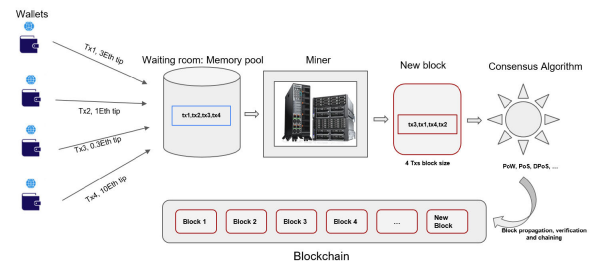 Wallets
Tx1, 3Eth tip
Tx2, 1Eth tip
Tx3, 0.3Eth tip
Tx4, 10Eth tip
Waiting room: Memory pool
tx1,tx2,tx3,tx4
Miner
New block
tx3,tx1,tx4,tx2
4 Txs block size
Consensus Algorithm
PoW, PoS, DPoS, ...
Block propagation, verification
and chaining
Block 1
Block 2
Block 3
Block 4
...
New
Block
Blockchain